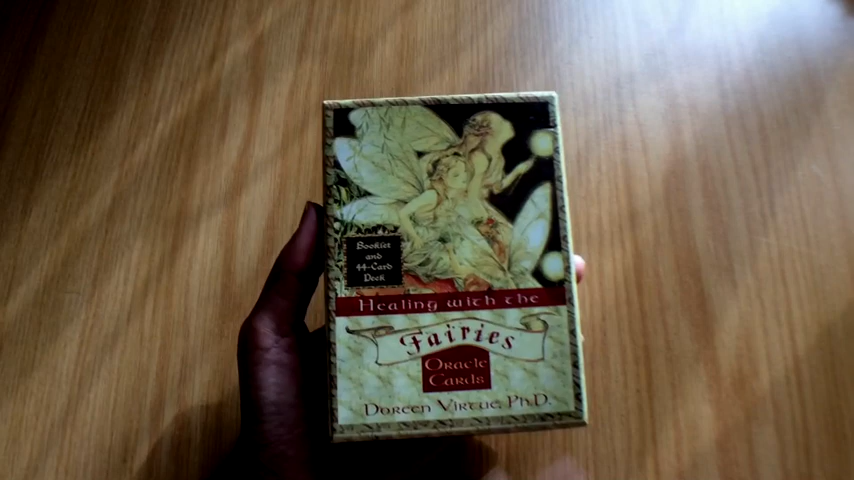 Booklet
and
44-Card
Deck
Healing with the
Fairies
Oracle
Cards
Doreen Virtue, Ph.D.